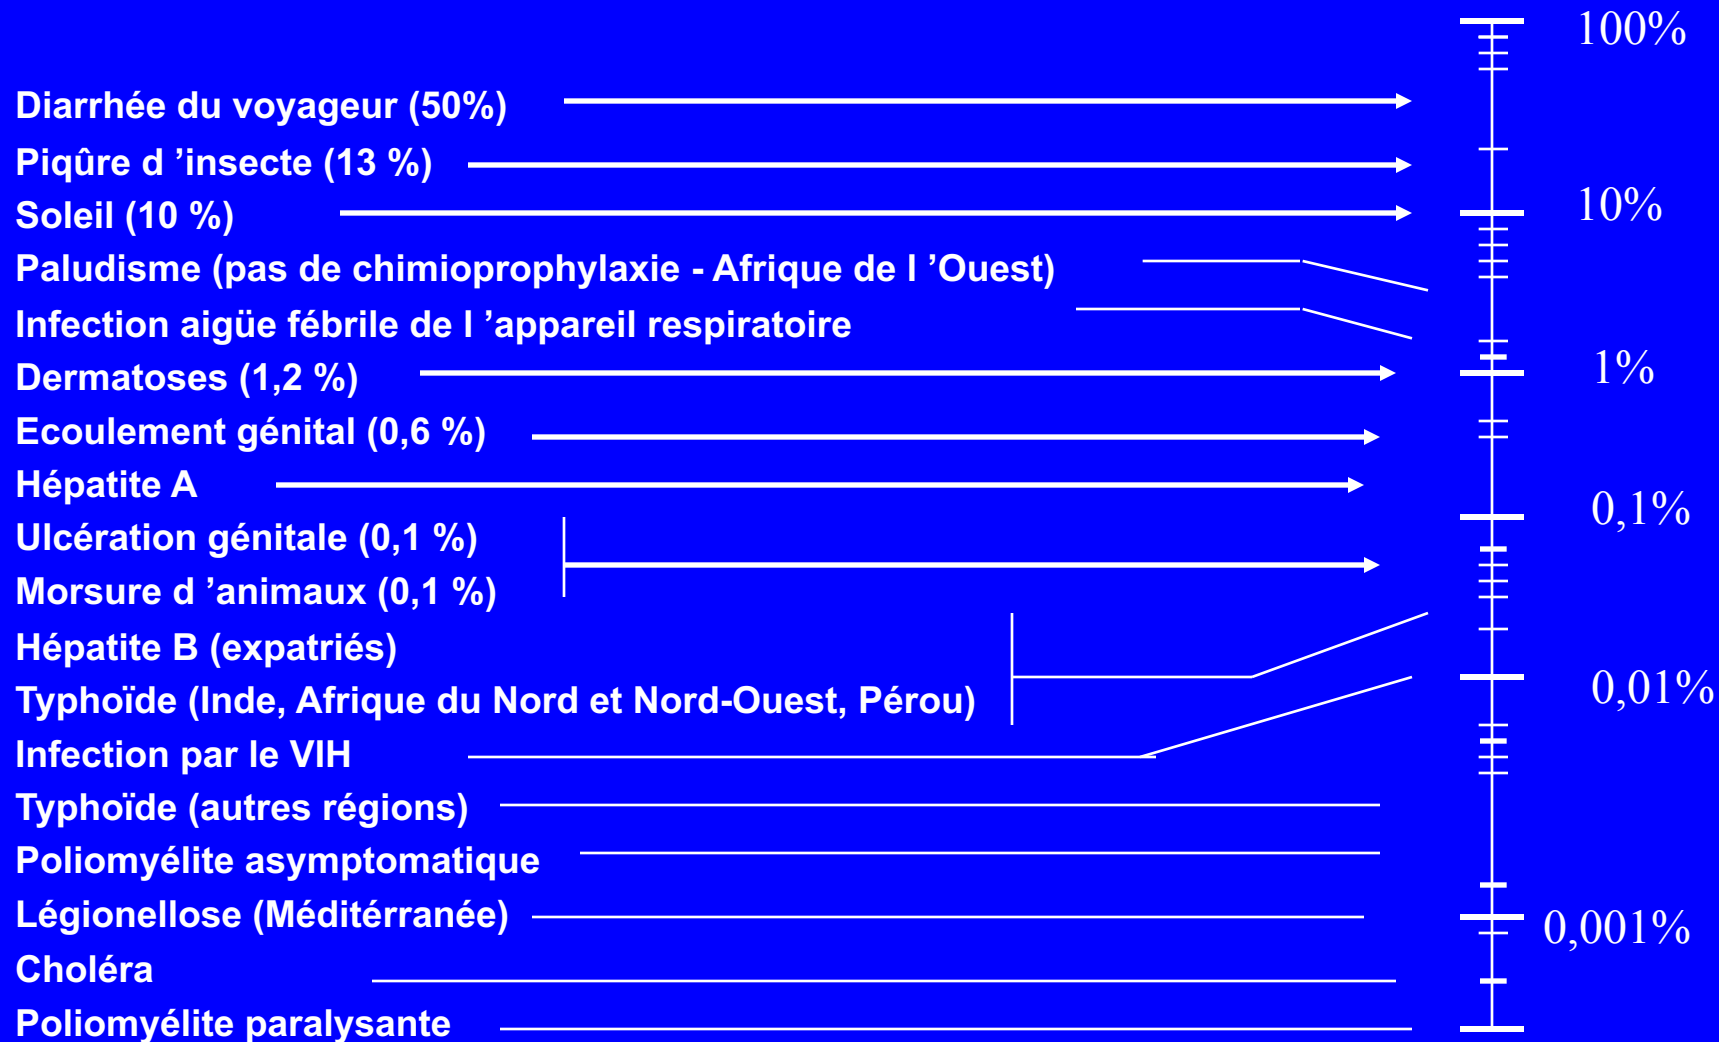 100%
Diarrhée du voyageur (50%)
Piqûre d ’insecte (13 %)
Soleil (10 %)
10%
Paludisme (pas de chimioprophylaxie - Afrique de l ’Ouest)
Infection aigüe fébrile de l ’appareil respiratoire
Dermatoses (1,2 %)
1%
Ecoulement génital (0,6 %)
Hépatite A
0,1%
Ulcération génitale (0,1 %)
Morsure d ’animaux (0,1 %)
Hépatite B (expatriés)
Typhoïde (Inde, Afrique du Nord et Nord-Ouest, Pérou)
0,01%
Infection par le VIH
Typhoïde (autres régions)
Poliomyélite asymptomatique
Légionellose (Méditérranée)
0,001%
Choléra
Poliomyélite paralysante